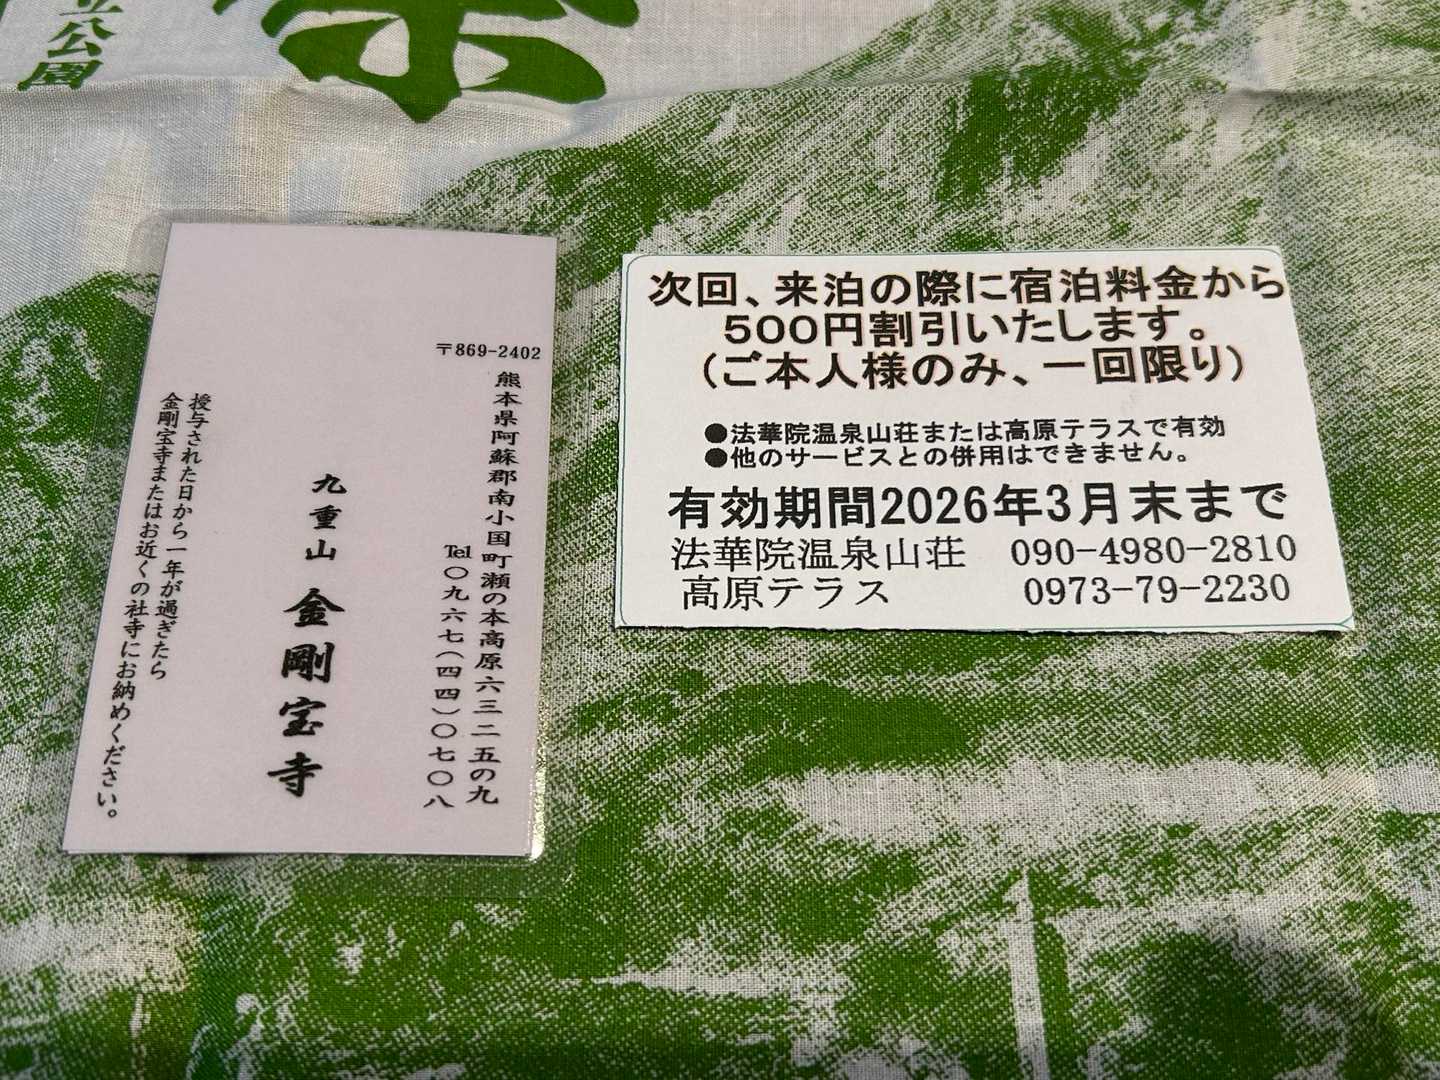 立公園
〒869-2402
熊本県阿蘇郡南小国町瀬の本高原六三二五の九
℡〇九六七(四四)〇七〇八
九重山 金剛宝寺
授与された日から一年が過ぎたら
金剛宝寺またはお近くの社寺にお納めください。
次回、来泊の際に宿泊料金から
500円割引いたします。
(ご本人様のみ、一回限り)
●法華院温泉山荘または高原テラスで有効
●他のサービスとの併用はできません。
有効期間2026年3月末まで
法華院温泉山荘 090-4980-2810
高原テラス 0973-79-2230